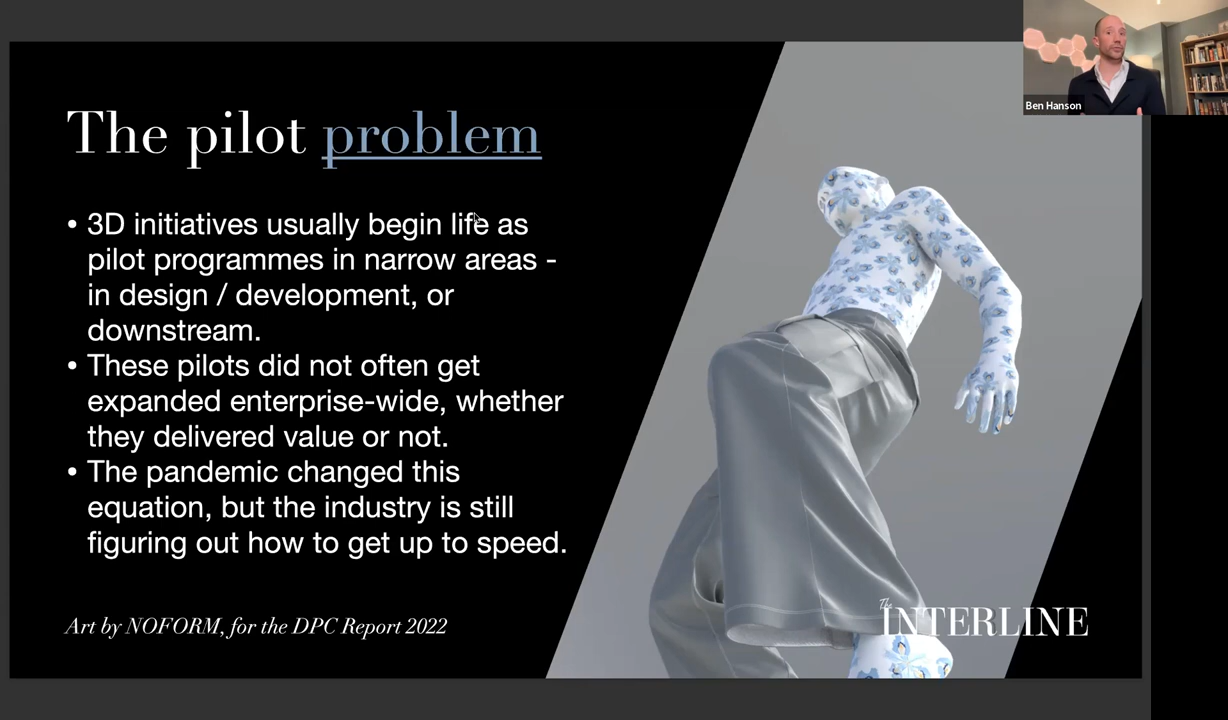 Ben Hanson
The pilot problem
• 3D initiatives usually begin life as
pilot programmes in narrow areas -
in design / development, or
downstream.
• These pilots did not often get
expanded enterprise-wide, whether
they delivered value or not.
• The pandemic changed this
equation, but the industry is still
figuring out how to get up to speed.
Art by NOFORM, for the DPC Report 2022
The
INTERLINE